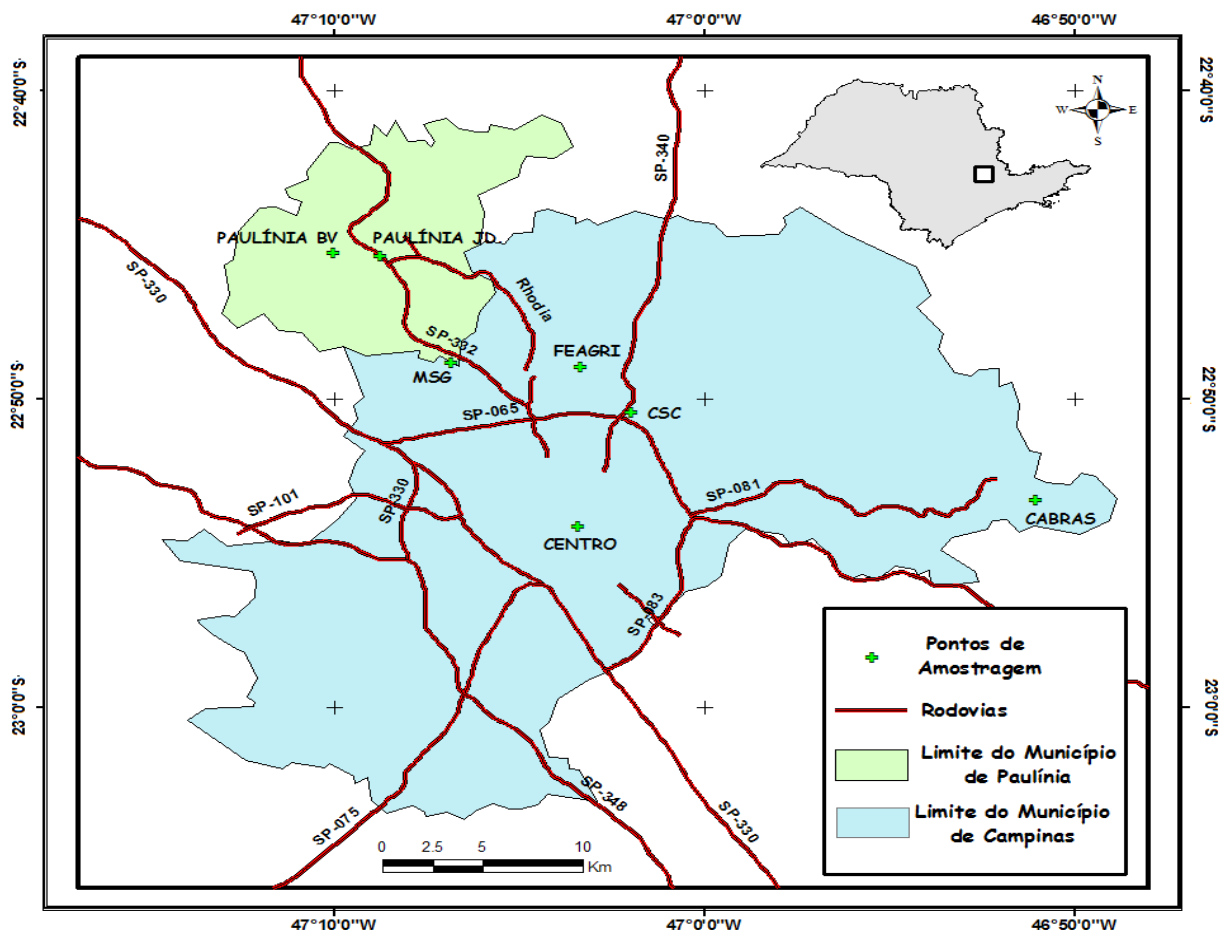 47°10'0"W
47°0'0"W
46°50'0"W
22°40'0"S
22°40'0"S
N
W
E
S
SP-340
PAULÍNIA BV
PAULÍNIA JD.
SP-330
Rhodia
SP-332
FEAGRI
MSG
22°50'0"S
22°50'0"S
SP-065
CSC
SP-101
SP-330
SP-081
CABRAS
CENTRO
SP-083
Pontos de
Amostragem
Rodovias
23°0'0"S
23°0'0"S
Limite do Município
de Paulínia
Limite do Município
de Campinas
SP-075
SP-348
SP-330
0
2.5
5
10
Km
47°10'0"W
47°0'0"W
46°50'0"W